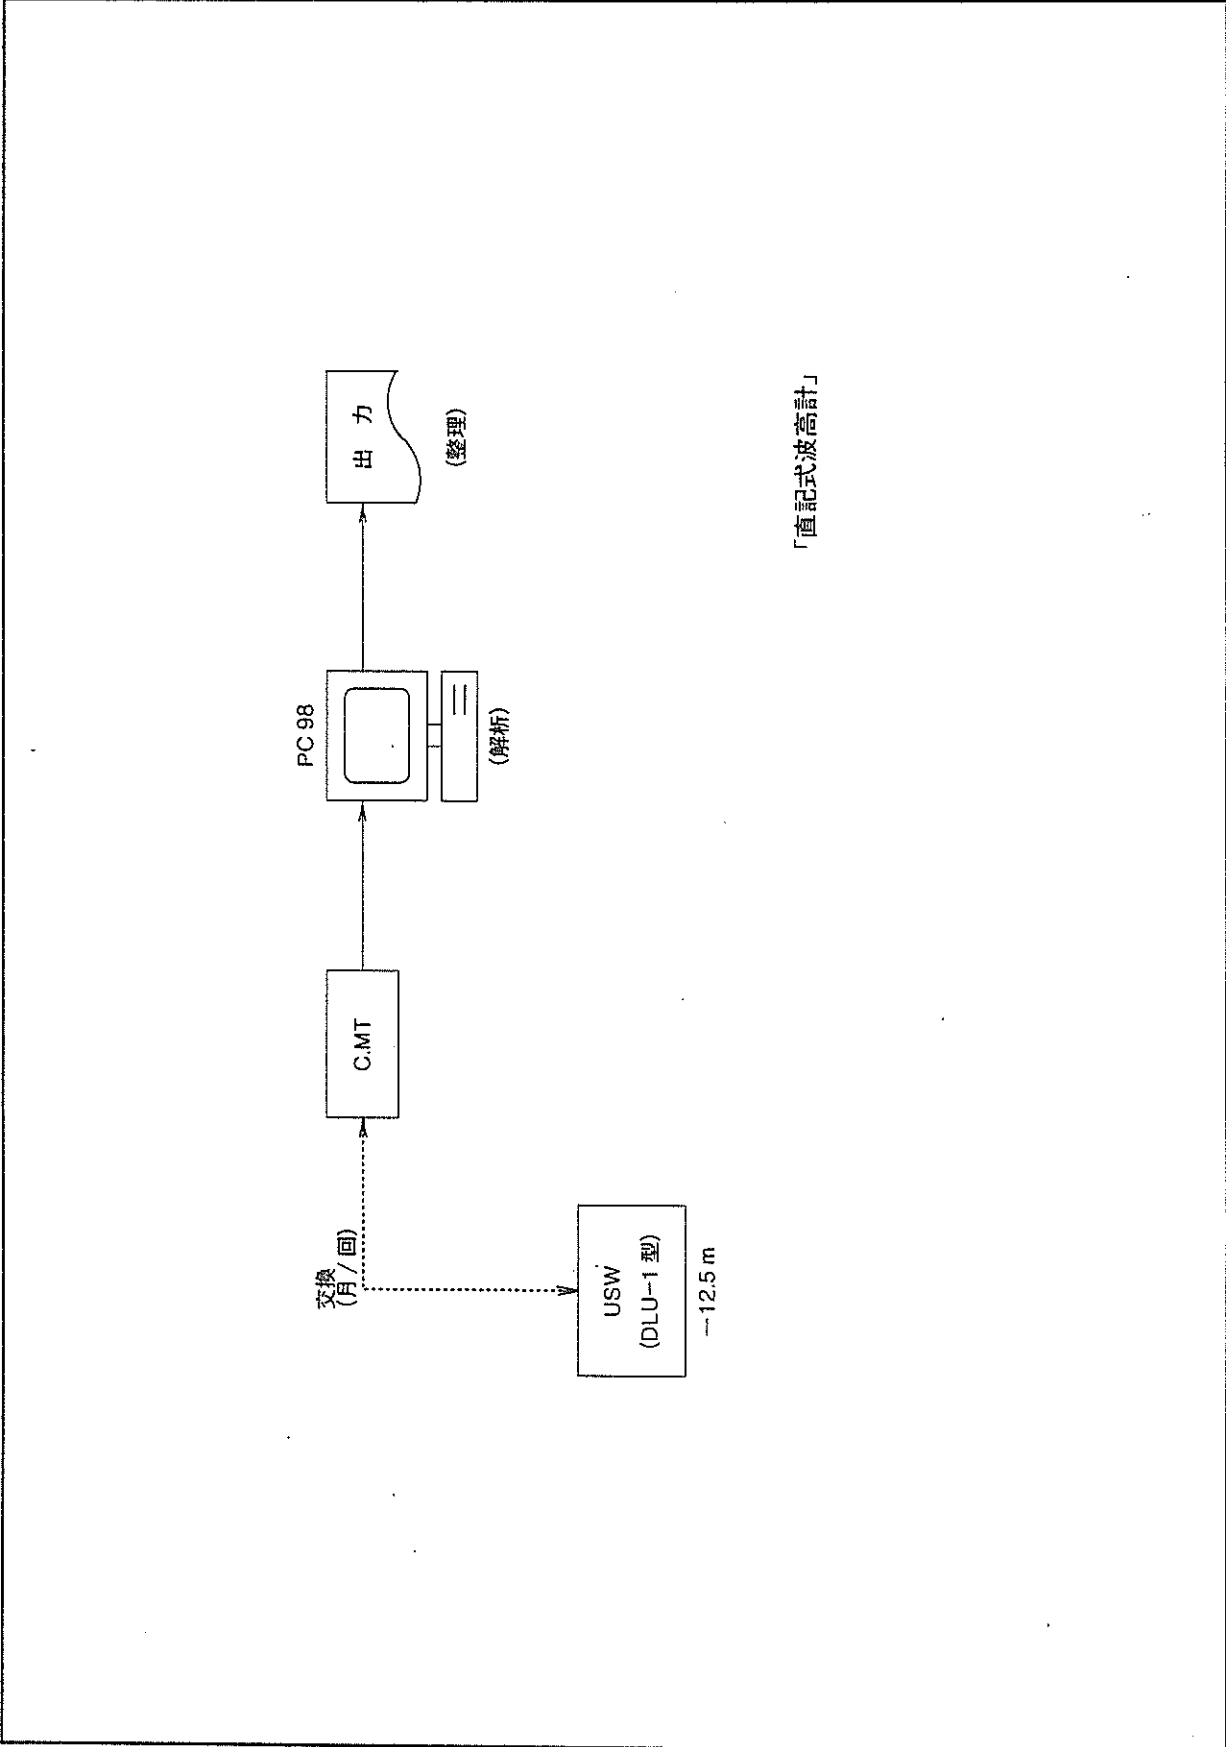 交換
(月 / 回)
C.MT
PC 98
(解析)
出 力
(整理)
USW
(DLU-1 型)
-12.5 m
「直記式波高計」